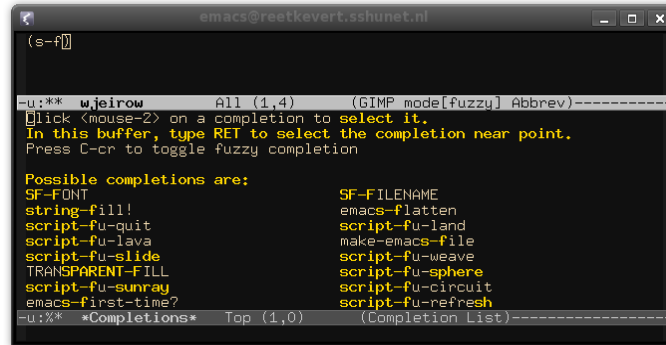 emacs@reetkevert.sshunet.nl
(s-f)
-u:** wjeirow All (1,4) (GIMP mode[fuzzy] Abbrev)----------
Click <mouse-2> on a completion to select it.
In this buffer, type RET to select the completion near point.
Press C-cr to toggle fuzzy completion
Possible completions are:
SF-FONT SF-FILENAME
string-fill! emacs-flatten
script-fu-quit script-fu-land
script-fu-lava make-emacs-file
script-fu-slide script-fu-weave
TRANSPARENT-FILL script-fu-sphere
script-fu-sunray script-fu-circuit
emacs-first-time? script-fu-refresh
-u:%* *Completions* Top (1,0) (Completion List)-----------------